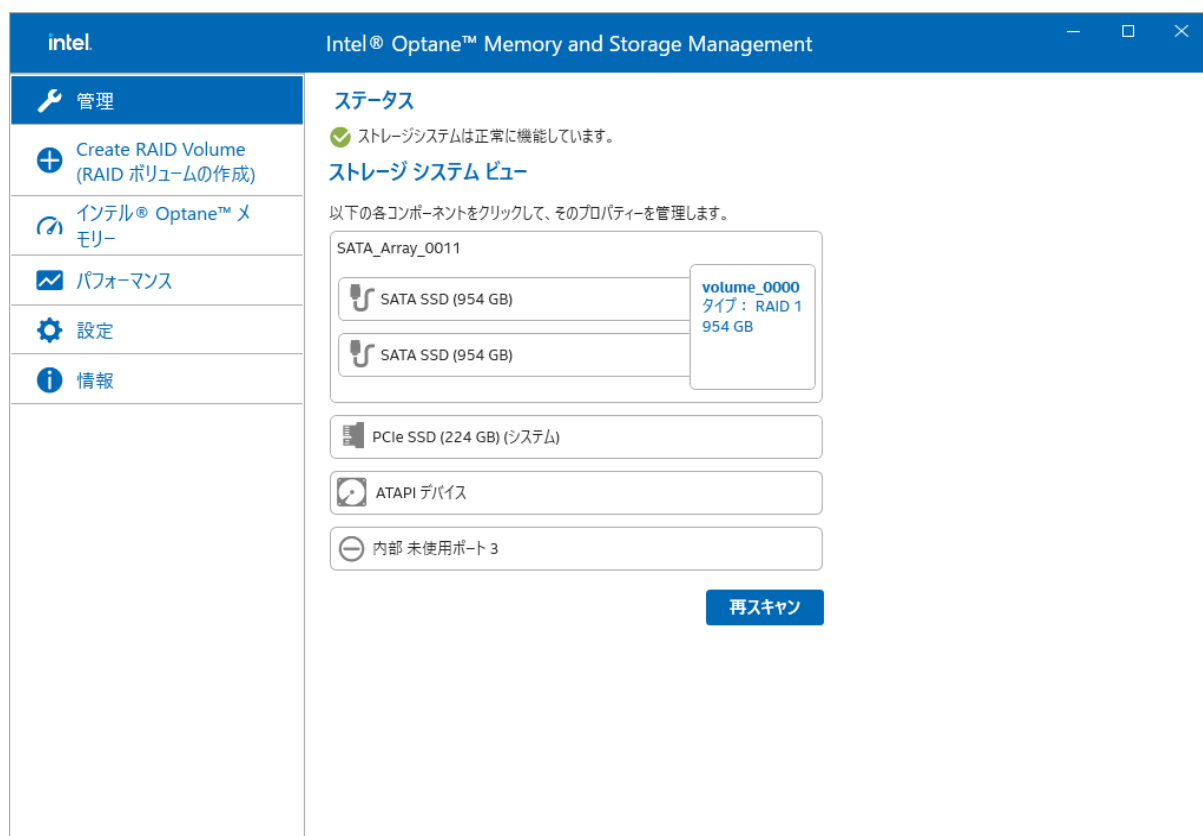 intel.
Intel® Optane™ Memory and Storage Management
管理
Create RAID Volume
(RAID ボリュームの作成)
インテル® Optane™ メ
モリー
パフォーマンス
設定
情報
ステータス
ストレージシステムは正常に機能しています。
ストレージ システム ビュー
以下の各コンポーネントをクリックして、そのプロパティーを管理します。
SATA_Array_0011
SATA SSD (954 GB)
SATA SSD (954 GB)
volume_0000
タイプ： RAID 1
954 GB
PCIe SSD (224 GB) (システム)
ATAPI デバイス
内部 未使用ポート 3
再スキャン